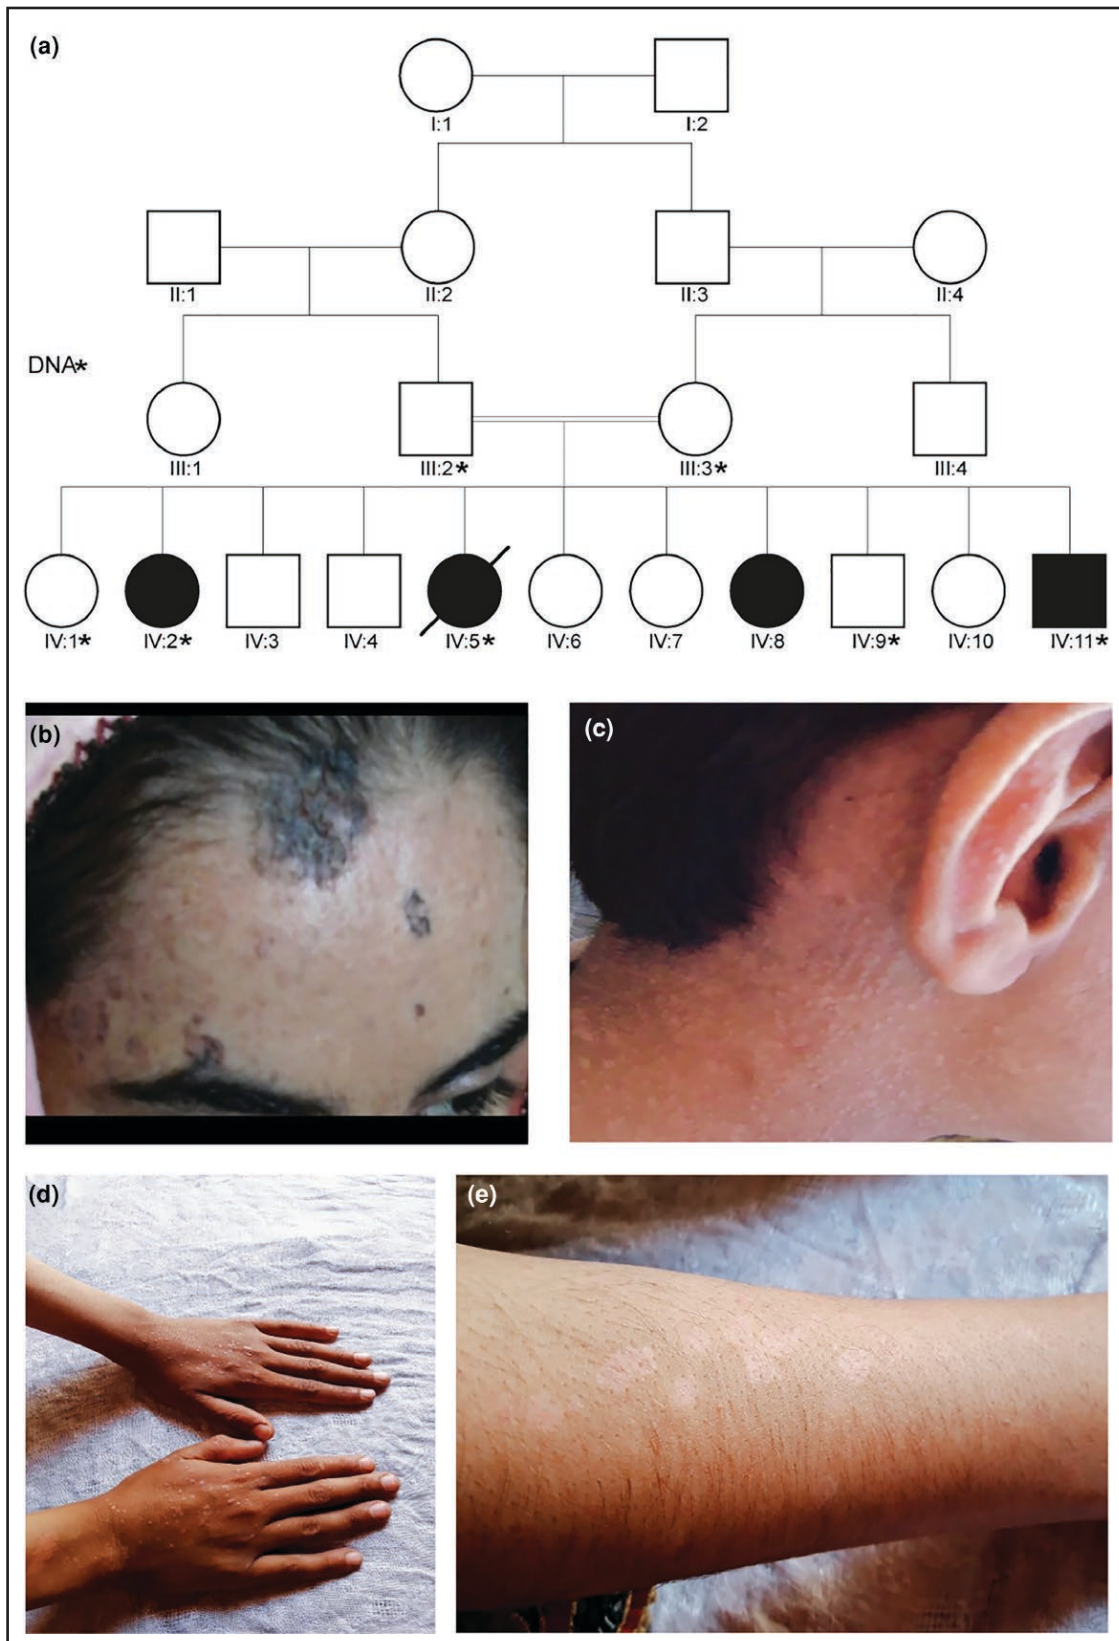 (a)
I:1 I:2
II:1 II:2 II:3 II:4
DNA*
III:1 III:2* III:3* III:4
IV:1* IV:2* IV:3 IV:4 IV:5* IV:6 IV:7 IV:8 IV:9* IV:10 IV:11*
(b) (c)
(d) (e)